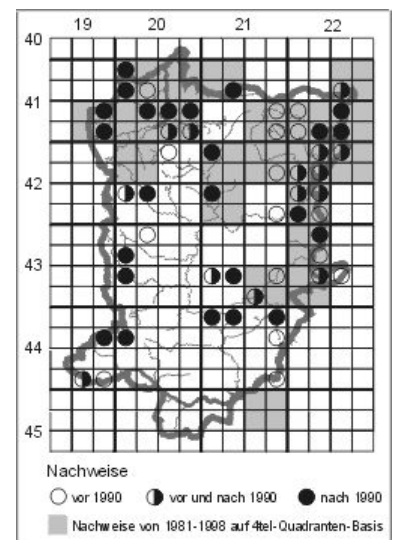 19 20 21 22
40
41
42
43
44
45
Nachweise
vor 1990 vor und nach 1990 nach 1990
Nachweise von 1981-1998 auf 4tel-Quadranten-Basis